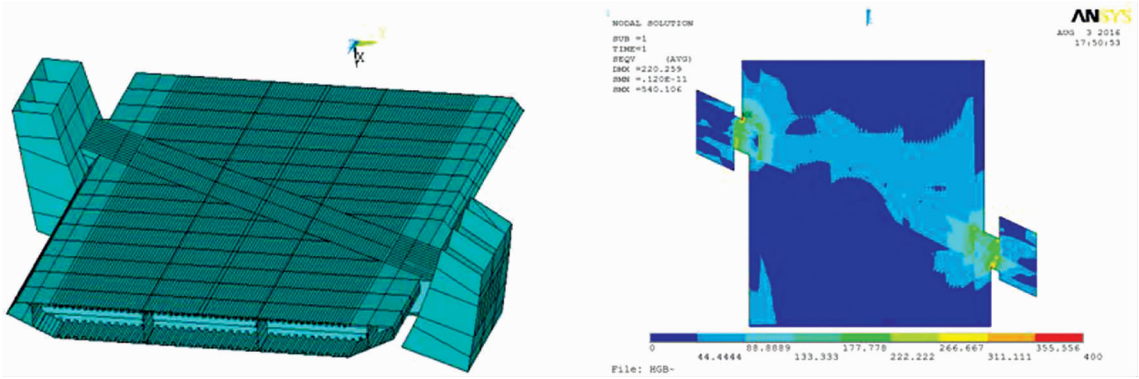 Y
X
NODAL SOLUTION
SUB =1
TIME=1
SEQV (AVG)
DMX =220.259
SMN =.120E-11
SMX =540.106
ANSYS
AUG 3 2016
17:50:53
0
44.4444
88.8889
133.333
177.778
222.222
266.667
311.111
355.556
400
File: HGB~